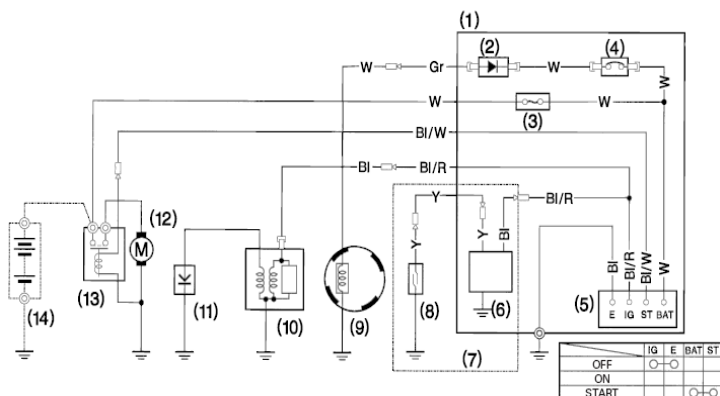 (1)
(2)
(4)
W
Gr
W
W
W
W
(3)
Bl/W
Bl
Bl/R
Y
Bl/R
(12)
M
Y
Y
Bl
Bl
Bl/R
Bl/W
W
(14)
(13)
(11)
(10)
(9)
(8)
(6)
(5)
E IG ST BAT
(7)
IG E BAT ST
OFF
ON
START